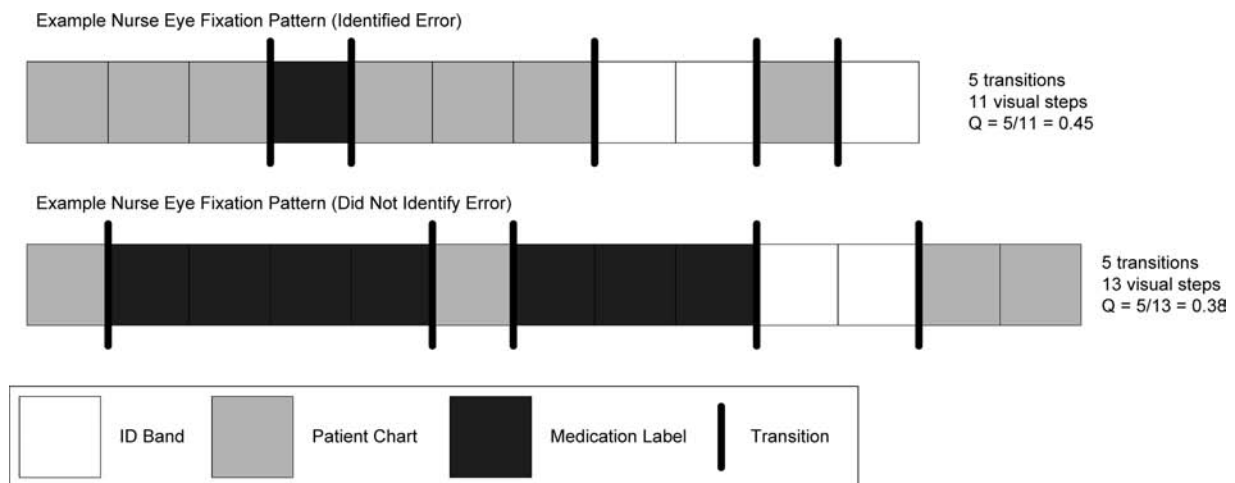 Example Nurse Eye Fixation Pattern (Identified Error)
5 transitions
11 visual steps
Q = 5/11 = 0.45
Example Nurse Eye Fixation Pattern (Did Not Identify Error)
5 transitions
13 visual steps
Q = 5/13 = 0.38
ID Band Patient Chart Medication Label Transition